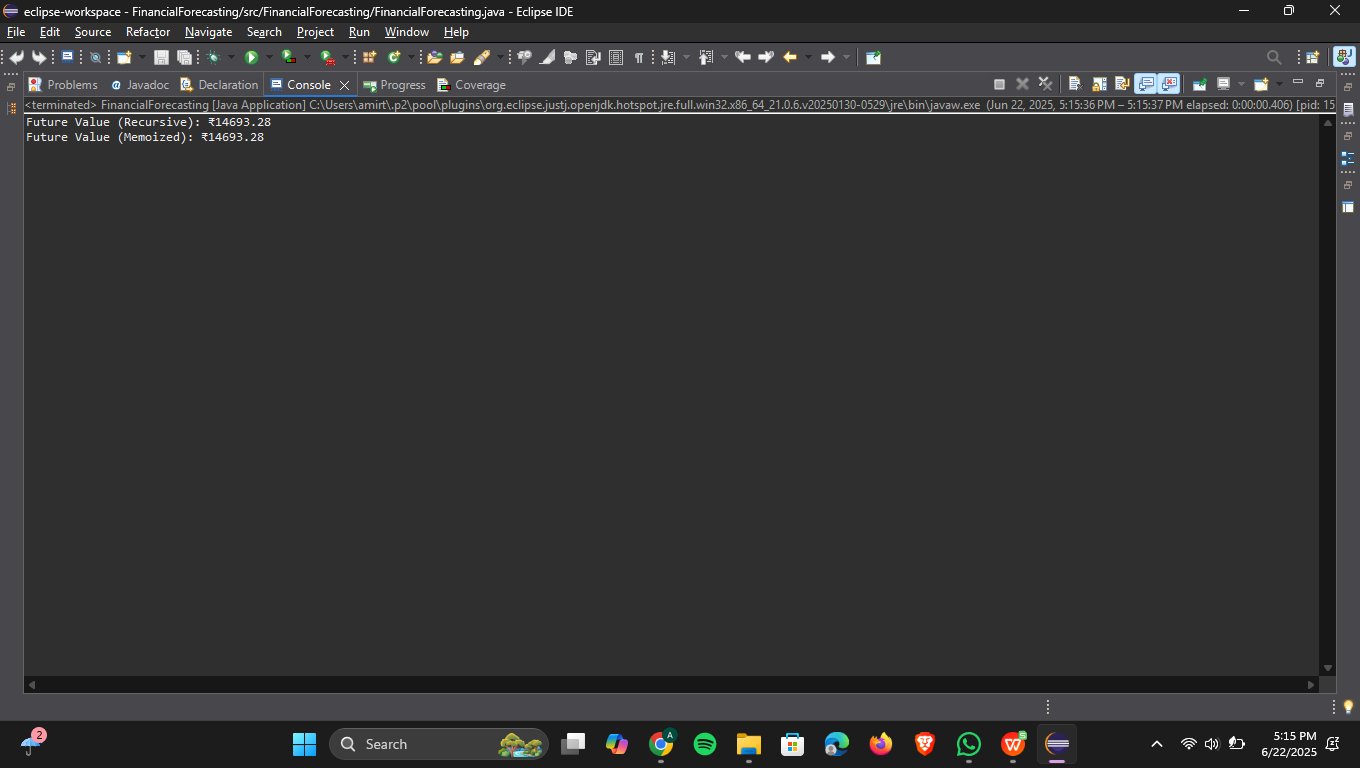 eclipse-workspace - FinancialForecasting/src/FinancialForecasting/FinancialForecasting.java - Eclipse IDE
File Edit Source Refactor Navigate Search Project Run Window Help
Problems Javadoc Declaration Console Progress Coverage
<terminated> FinancialForecasting [Java Application] C:\Users\amirt\.p2\pool\plugins\org.eclipse.justj.openjdk.hotspot.jre.full.win32.x86_64_21.0.6.v20250130-0529\jre\bin\javaw.exe (Jun 22, 2025, 5:15:36 PM – 5:15:37 PM elapsed: 0:00:00.406) [pid: 15
Future Value (Recursive): ₹14693.28
Future Value (Memoized): ₹14693.28
2
Search
A
5:15 PM
6/22/2025